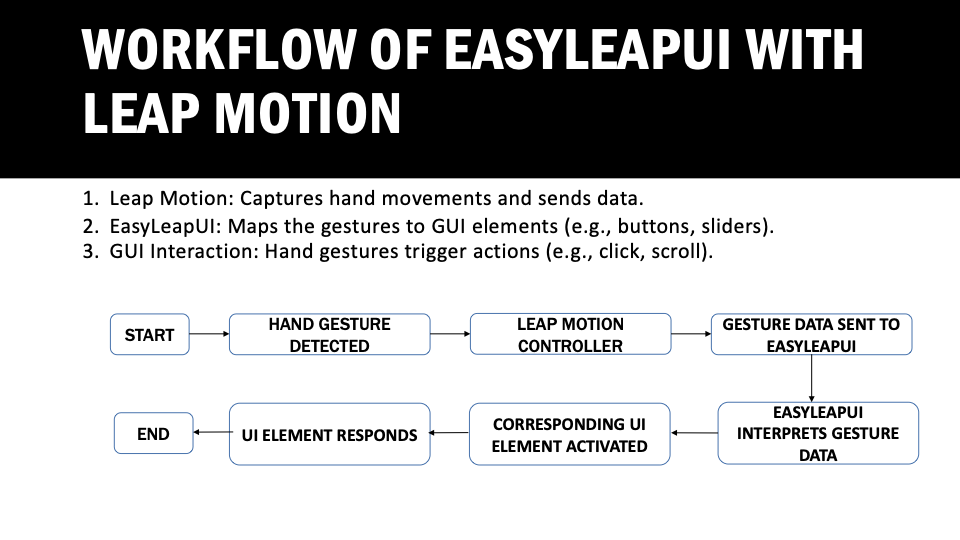 WORKFLOW OF EASYLEAPUI WITH
LEAP MOTION
1. Leap Motion: Captures hand movements and sends data.
2. EasyLeapUI: Maps the gestures to GUI elements (e.g., buttons, sliders).
3. GUI Interaction: Hand gestures trigger actions (e.g., click, scroll).
START
HAND GESTURE
DETECTED
LEAP MOTION
CONTROLLER
GESTURE DATA SENT TO
EASYLEAPUI
EASYLEAPUI
INTERPRETS GESTURE
DATA
CORRESPONDING UI
ELEMENT ACTIVATED
UI ELEMENT RESPONDS
END